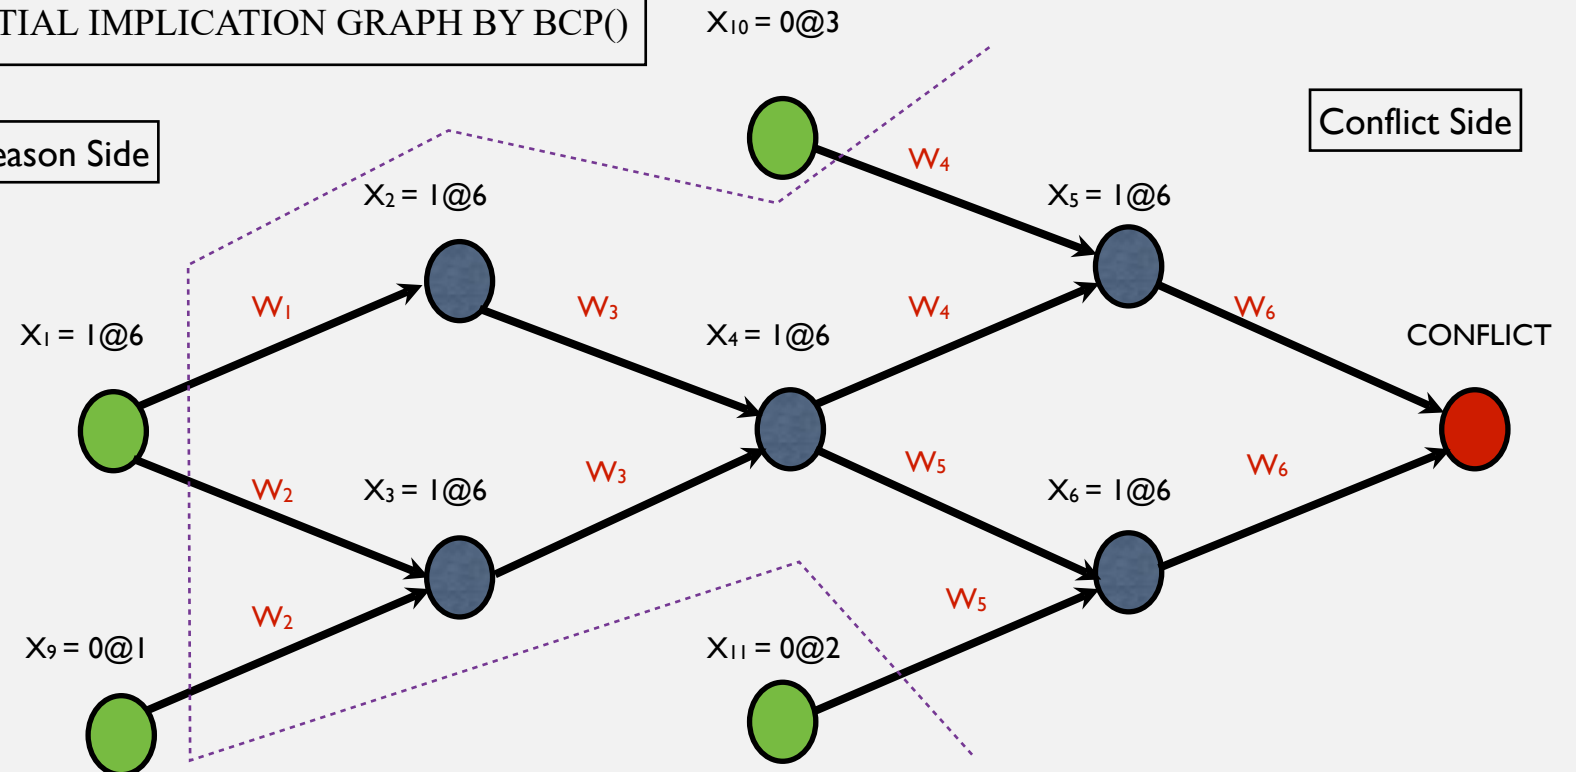 TIAL IMPLICATION GRAPH BY BCP()
X₁₀ = 0@3
Conflict Side
eason Side
W₄
X₂ = 1@6
X₅ = 1@6
W₁
W₃
W₄
W₆
X₁ = 1@6
X₄ = 1@6
CONFLICT
W₂
X₃ = 1@6
W₃
W₅
X₆ = 1@6
W₆
W₂
W₅
X₉ = 0@1
X₁₁ = 0@2